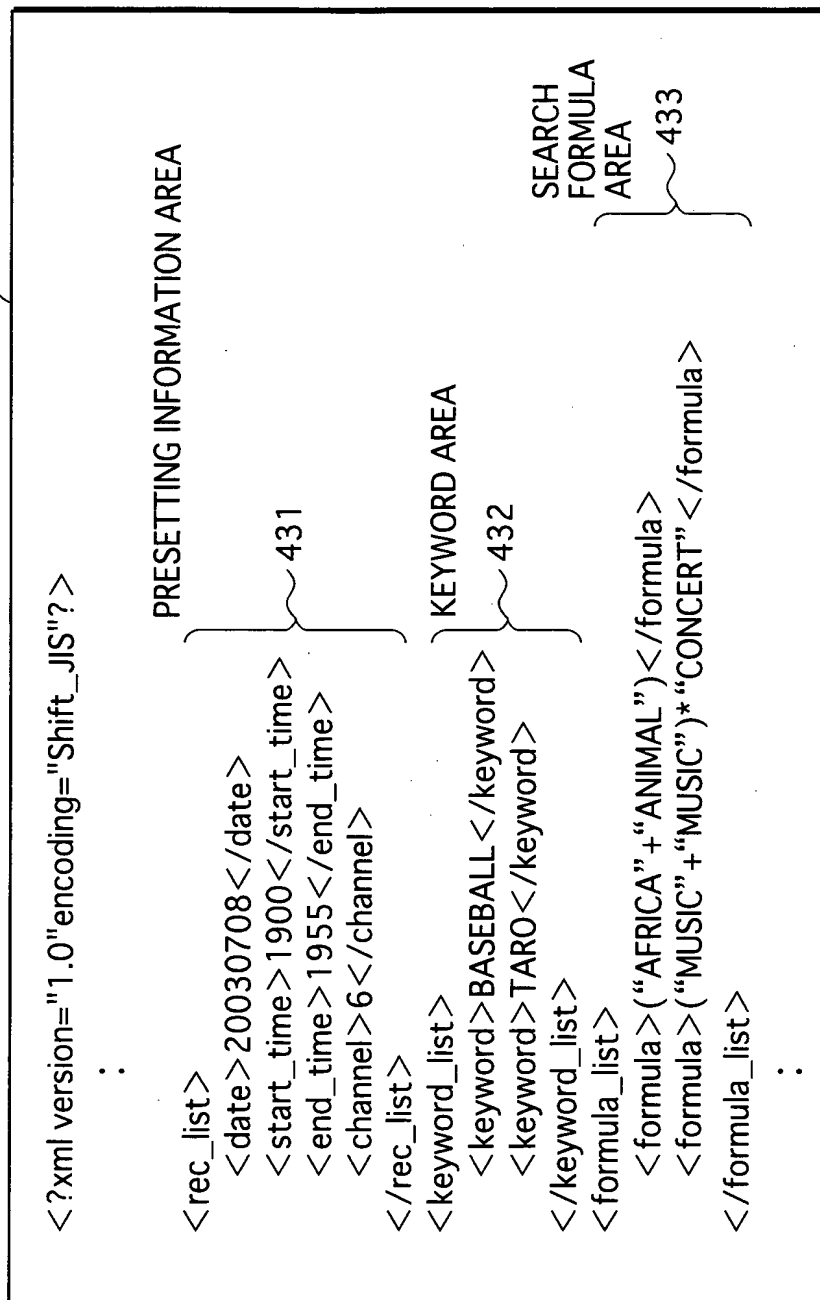 <?xml version="1.0"encoding="Shift_JIS"?>
:
PRESETTING INFORMATION AREA
<rec_list>
<date>20030708</date>
<start_time>1900</start_time>
<end_time>1955</end_time>
<channel>6</channel>
</rec_list>
431
KEYWORD AREA
<keyword_list>
<keyword>BASEBALL</keyword>
<keyword>TARO</keyword>
</keyword_list>
432
SEARCH
FORMULA
AREA
<formula_list>
<formula>(“AFRICA”+“ANIMAL”)</formula>
<formula>(“MUSIC”+“MUSIC”)*“CONCERT”</formula>
</formula_list>
433
: